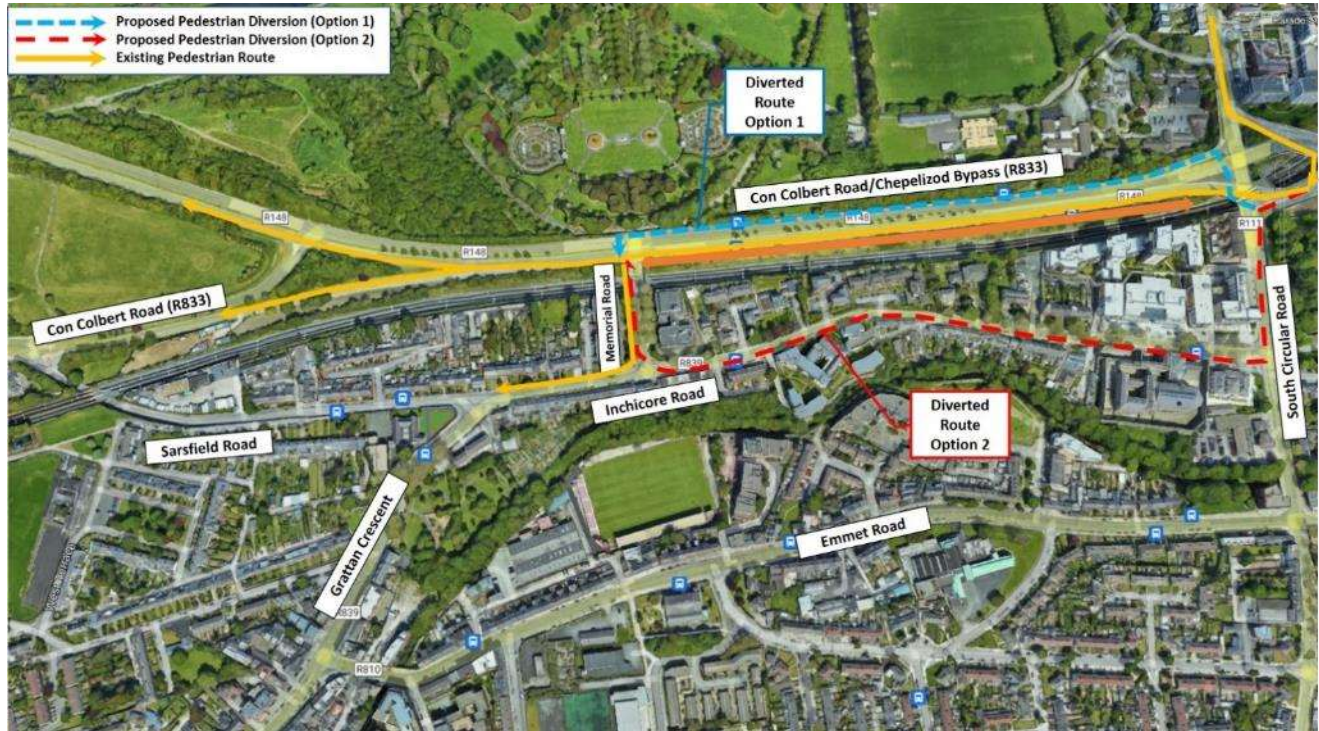 Proposed Pedestrian Diversion (Option 1)
Proposed Pedestrian Diversion (Option 2)
Existing Pedestrian Route
Diverted
Route
Option 1
Con Colbert Road/Chepelizod Bypass (R833)
R148
R148
R148
R148
R111
Con Colbert Road (R833)
Memorial Road
South Circular Road
R839
Inchicore Road
Diverted
Route
Option 2
Sarsfield Road
Grattan Crescent
Emmet Road
R839
R810